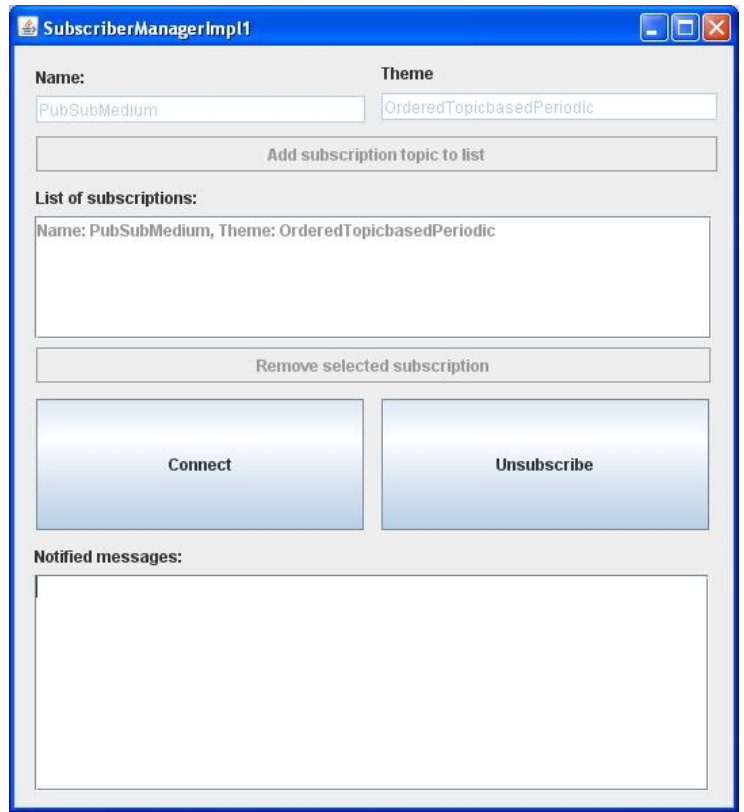 SubscriberManagerImpl1
Name:
Theme
PubSubMedium
OrderedTopicbasedPeriodic
Add subscription topic to list
List of subscriptions:
Name: PubSubMedium, Theme: OrderedTopicbasedPeriodic
Remove selected subscription
Connect
Unsubscribe
Notified messages: